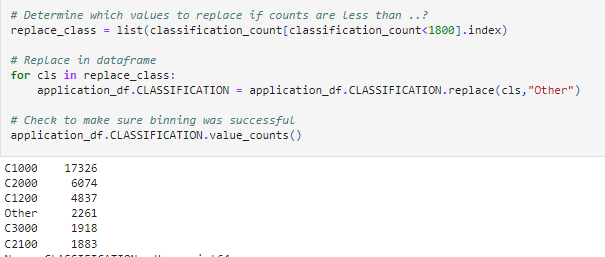 # Determine which values to replace if counts are less than ..?
replace_class = list(classification_count[classification_count<1800].index)
# Replace in dataframe
for cls in replace_class:
    application_df.CLASSIFICATION = application_df.CLASSIFICATION.replace(cls,"Other")
# Check to make sure binning was successful
application_df.CLASSIFICATION.value_counts()
C1000 17326
C2000 6074
C1200 4837
Other 2261
C3000 1918
C2100 1883